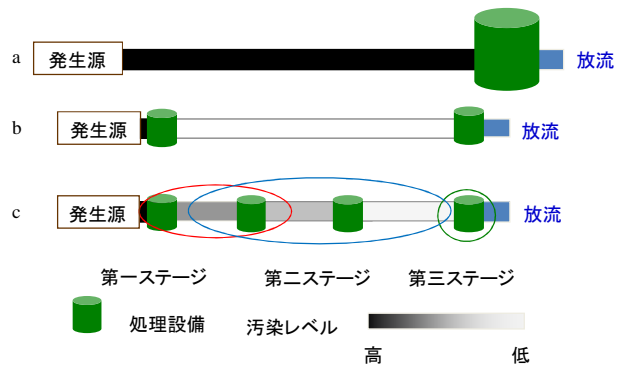 a 発生源 放流
b 発生源 放流
c 発生源 放流
第一ステージ 第二ステージ 第三ステージ
処理設備 汚染レベル
高 低